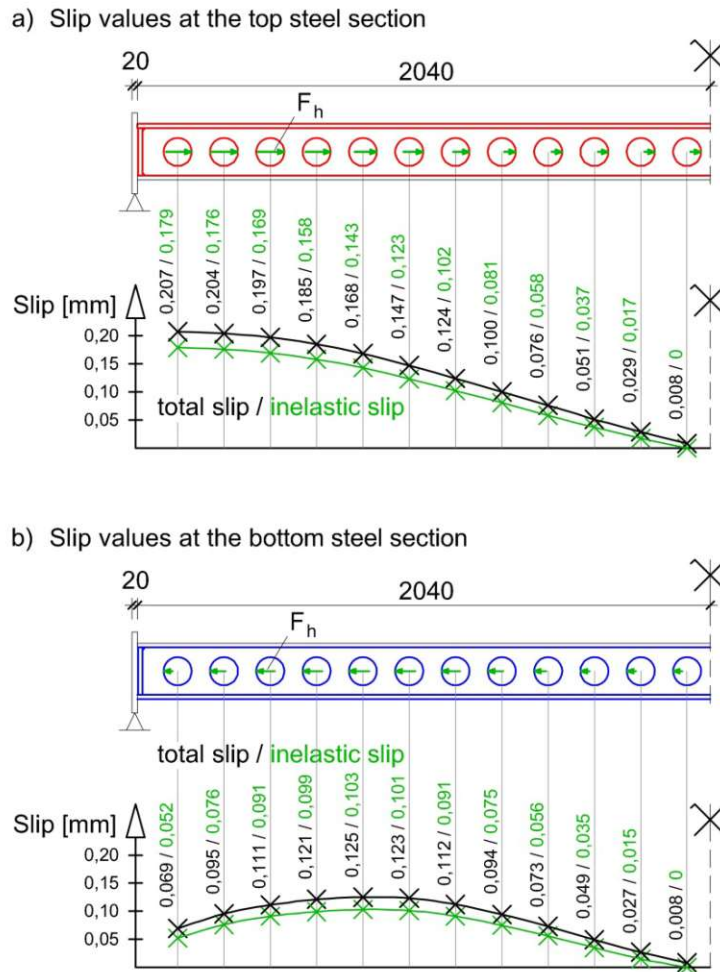 a) Slip values at the top steel section
20
2040
F h
0,207 / 0,179
0,204 / 0,176
0,197 / 0,169
0,185 / 0,158
0,168 / 0,143
0,147 / 0,123
0,124 / 0,102
0,100 / 0,081
0,076 / 0,058
0,051 / 0,037
0,029 / 0,017
0,008 / 0
Slip [mm]
0,20
0,15
0,10
0,05
total slip / inelastic slip
b) Slip values at the bottom steel section
20
2040
F h
total slip / inelastic slip
0,069 / 0,052
0,095 / 0,076
0,111 / 0,091
0,121 / 0,099
0,125 / 0,103
0,123 / 0,101
0,112 / 0,091
0,094 / 0,075
0,073 / 0,056
0,049 / 0,035
0,027 / 0,015
0,008 / 0
Slip [mm]
0,20
0,15
0,10
0,05